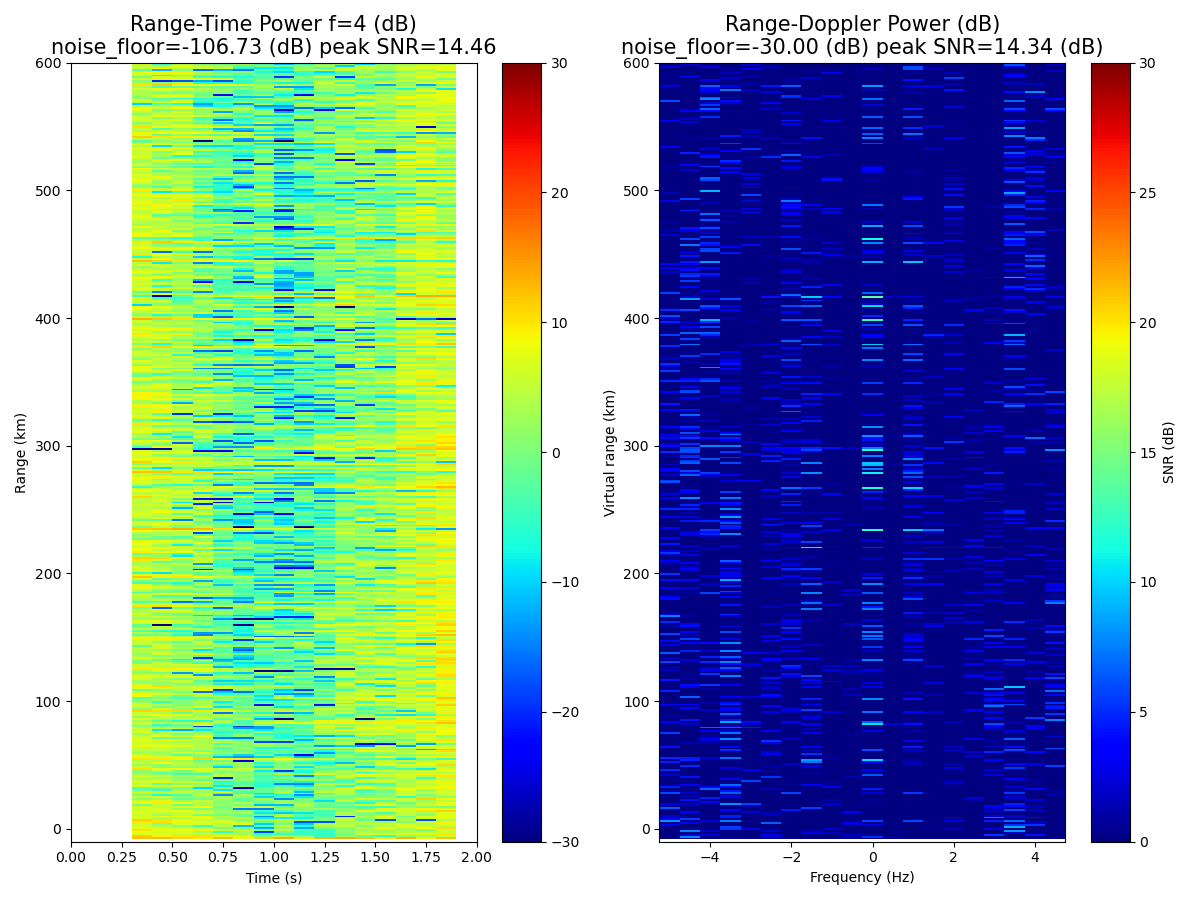 Range-Time Power f=4 (dB)
noise_floor=-106.73 (dB) peak SNR=14.46
Range-Doppler Power (dB)
noise_floor=-30.00 (dB) peak SNR=14.34 (dB)
600
500
400
300
200
100
0
Range (km)
0.00 0.25 0.50 0.75 1.00 1.25 1.50 1.75 2.00
Time (s)
30
20
10
0
−10
−20
−30
600
500
400
300
200
100
0
Virtual range (km)
−4 −2 0 2 4
Frequency (Hz)
30
25
20
15
10
5
0
SNR (dB)